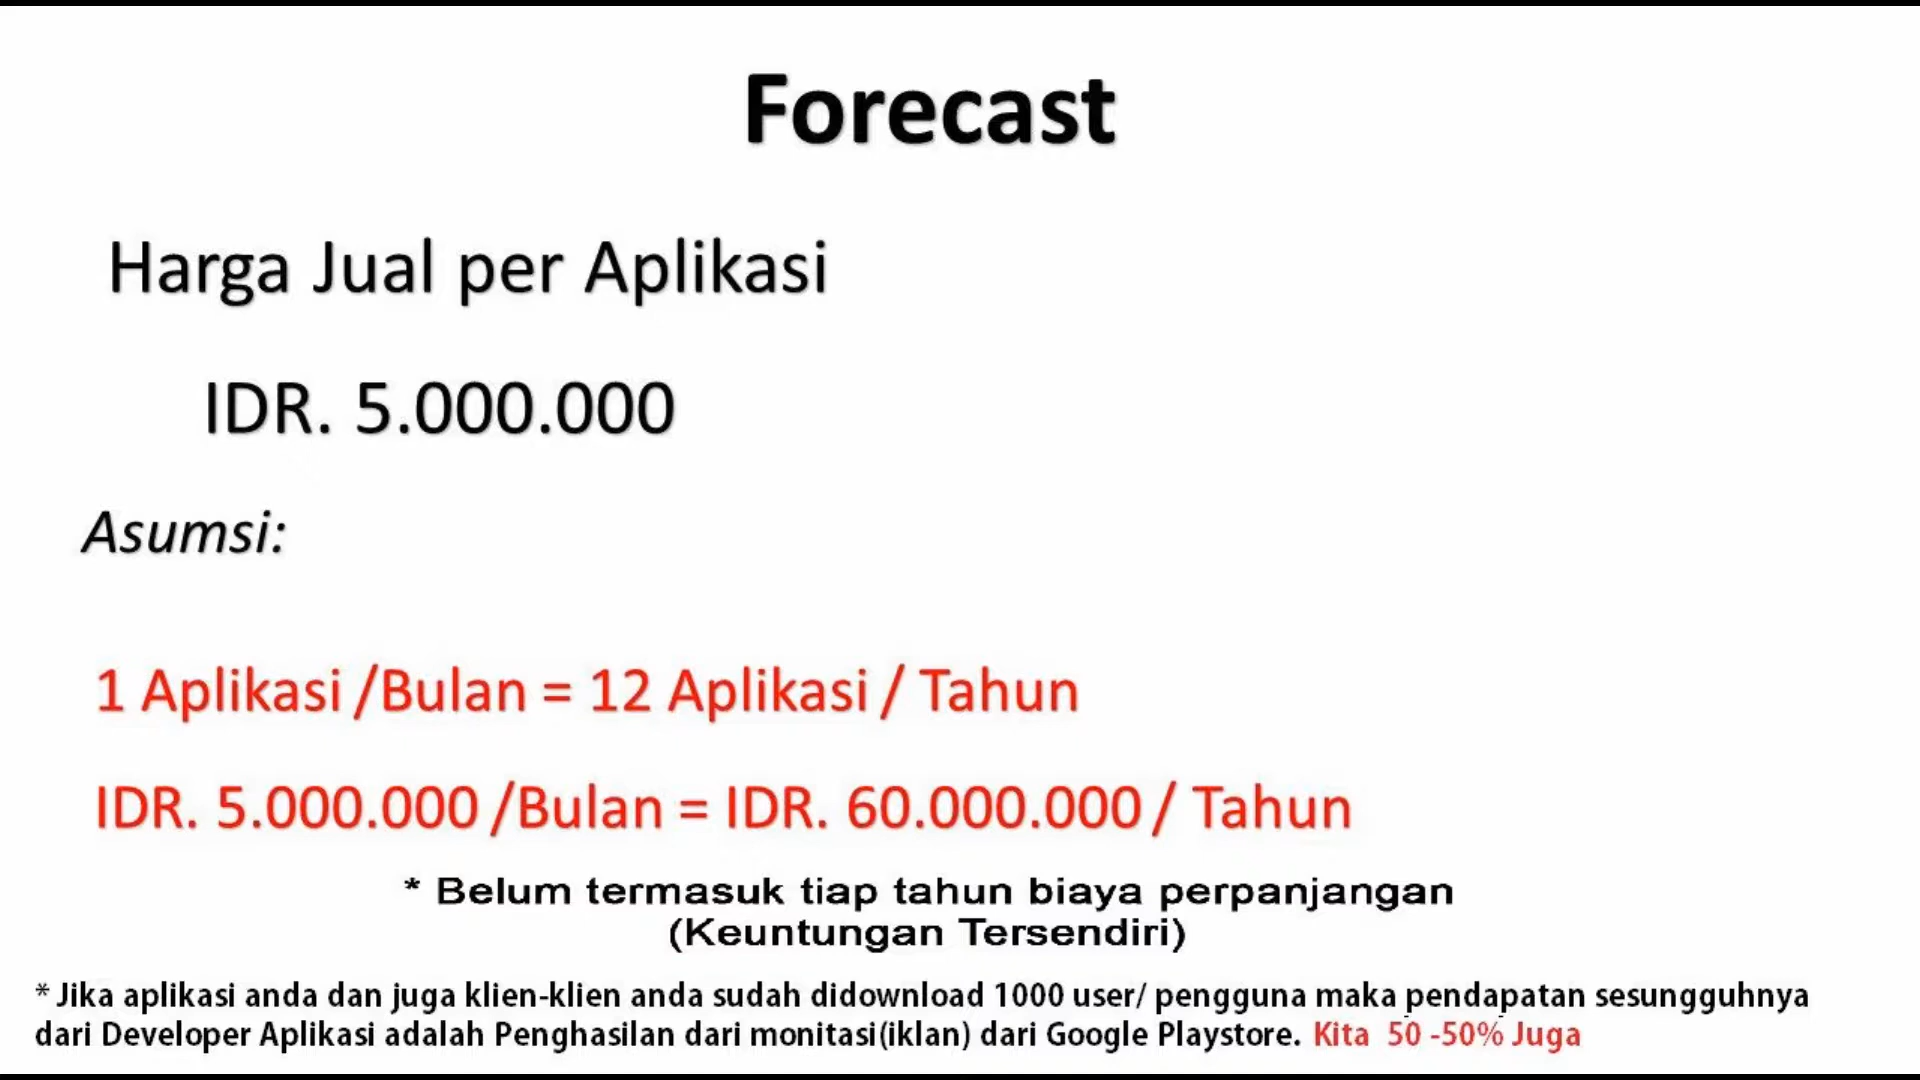 Forecast
Harga Jual per Aplikasi
IDR. 5.000.000
Asumsi:
1 Aplikasi /Bulan = 12 Aplikasi / Tahun
IDR. 5.000.000 /Bulan = IDR. 60.000.000 / Tahun
* Belum termasuk tiap tahun biaya perpanjangan
(Keuntungan Tersendiri)
* Jika aplikasi anda dan juga klien-klien anda sudah didownload 1000 user/ pengguna maka pendapatan sesungguhnya
dari Developer Aplikasi adalah Penghasilan dari monitasi(iklan) dari Google Playstore. Kita 50 -50% Juga